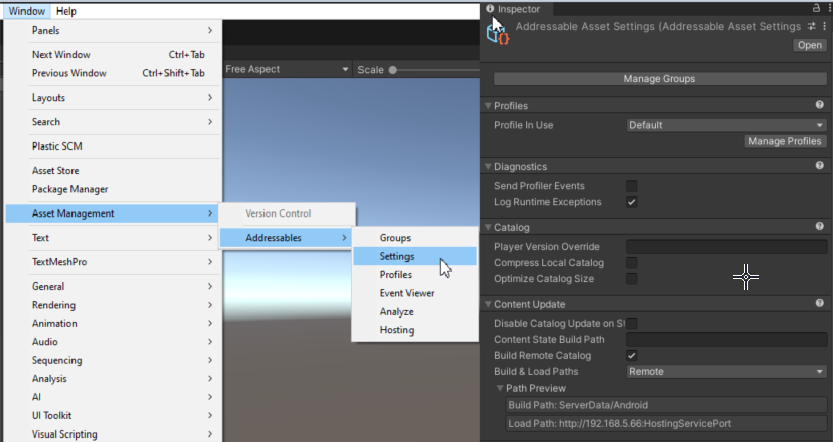 Window Help
Panels
Next Window Ctrl+Tab
Previous Window Ctrl+Shift+Tab
Layouts
Search
Plastic SCM
Asset Store
Package Manager
Asset Management
Text
TextMeshPro
General
Rendering
Animation
Audio
Sequencing
Analysis
AI
UI Toolkit
Visual Scripting
Version Control
Addressables
Groups
Settings
Profiles
Event Viewer
Analyze
Hosting
Free Aspect Scale
Inspector
Addressable Asset Settings (Addressable Asset Settings
Open
Manage Groups
Profiles
Profile In Use Default
Manage Profiles
Diagnostics
Send Profiler Events
Log Runtime Exceptions
Catalog
Player Version Override
Compress Local Catalog
Optimize Catalog Size
Content Update
Disable Catalog Update on St
Content State Build Path
Build Remote Catalog
Build & Load Paths Remote
Path Preview
Build Path: ServerData/Android
Load Path: http://192.168.5.66:HostingServicePort